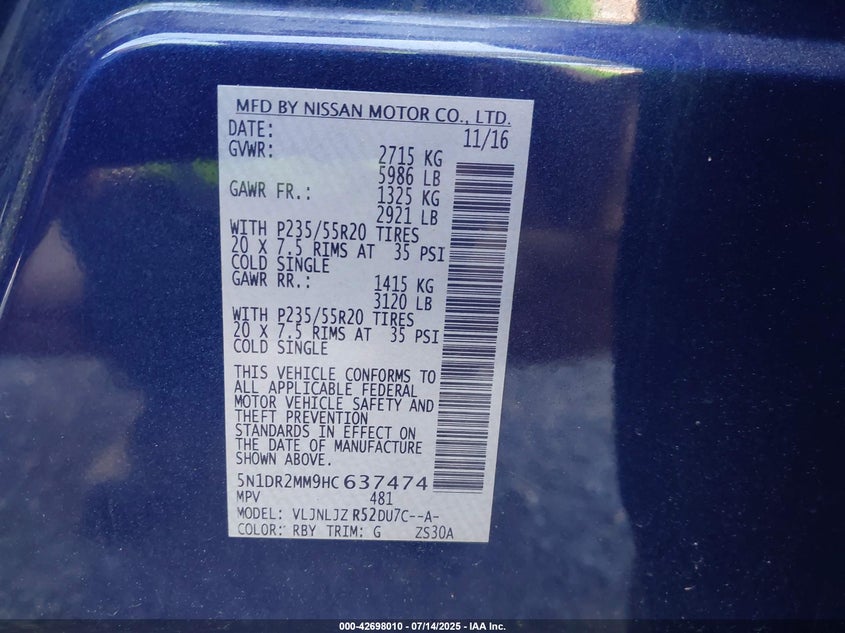 MFD BY NISSAN MOTOR CO., LTD.
DATE: 11/16
GVWR: 2715 KG
5986 LB
GAWR FR.: 1325 KG
2921 LB
WITH P235/55R20 TIRES
20 X 7.5 RIMS AT 35 PSI
COLD SINGLE
GAWR RR.: 1415 KG
3120 LB
WITH P235/55R20 TIRES
20 X 7.5 RIMS AT 35 PSI
COLD SINGLE
THIS VEHICLE CONFORMS TO
ALL APPLICABLE FEDERAL
MOTOR VEHICLE SAFETY AND
THEFT PREVENTION
STANDARDS IN EFFECT ON
THE DATE OF MANUFACTURE
SHOWN ABOVE.
5N1DR2MM9HC637474
MPV 481
MODEL: VLJNLJZ R52DU7C--A-
COLOR: RBY TRIM: G ZS30A
000-42698010 / 07/14/2025 - IAA Inc.